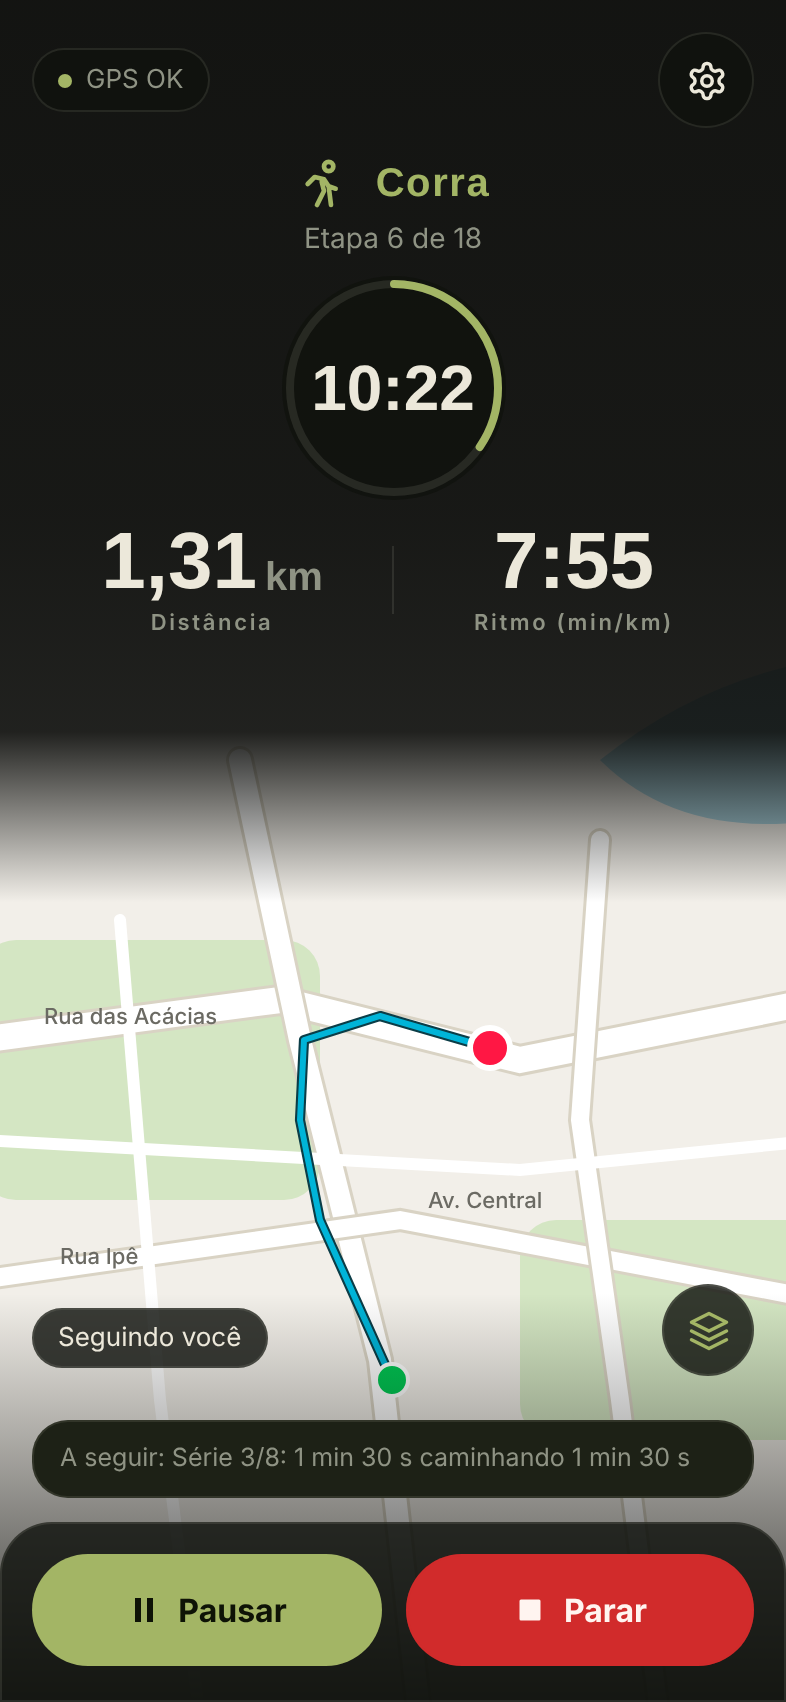 GPS OK
Corra
Etapa 6 de 18
10:22
1,31 km
Distância
7:55
Ritmo (min/km)
Rua das Acácias
Av. Central
Rua Ipê
Seguindo você
A seguir: Série 3/8: 1 min 30 s caminhando 1 min 30 s
Pausar
Parar